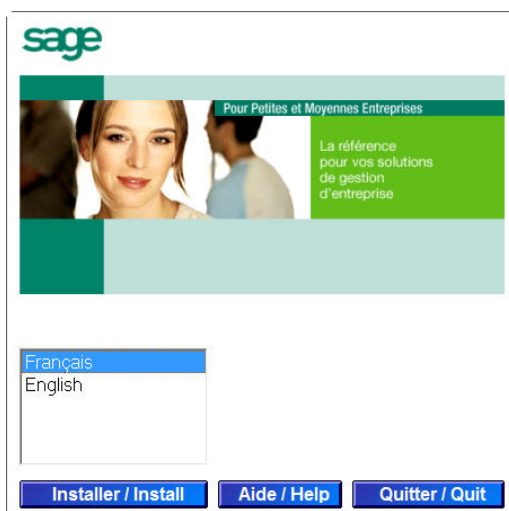 sage
Pour Petites et Moyennes Entreprises
La référence
pour vos solutions
de gestion
d'entreprise
Français
English
Installer / Install
Aide / Help
Quitter / Quit